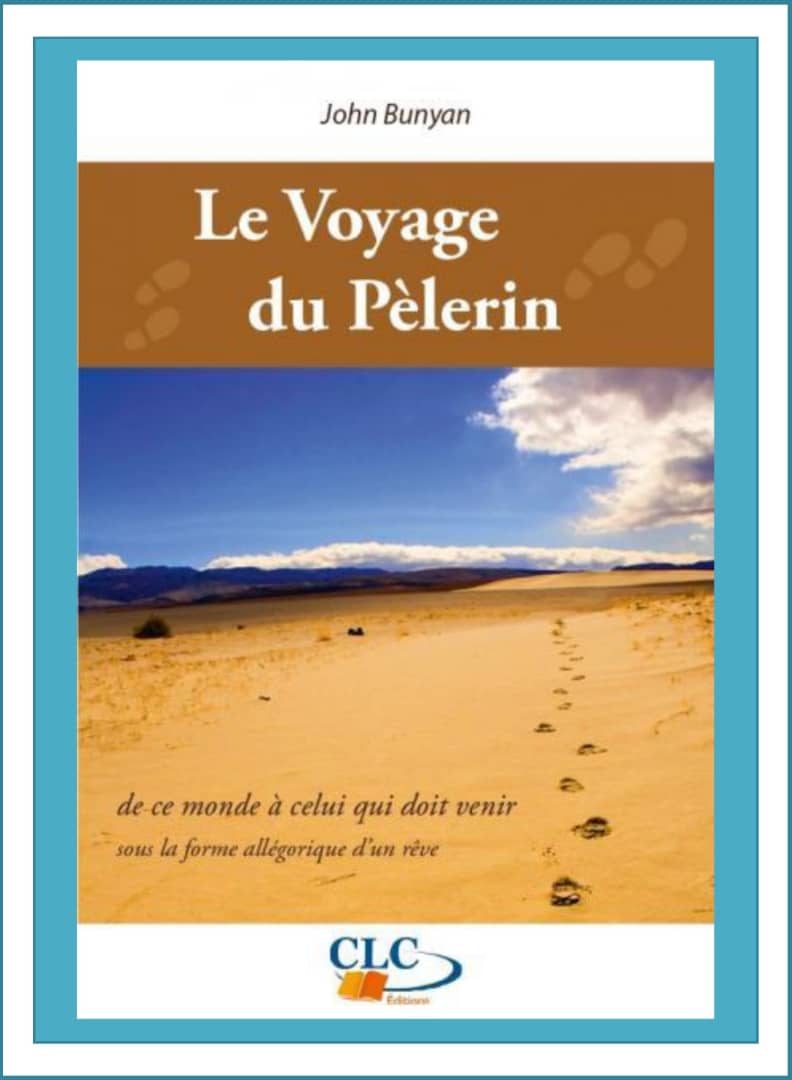 John Bunyan
Le Voyage
du Pèlerin
de ce monde à celui qui doit venir
sous la forme allégorique d'un rêve
CLC
Éditions